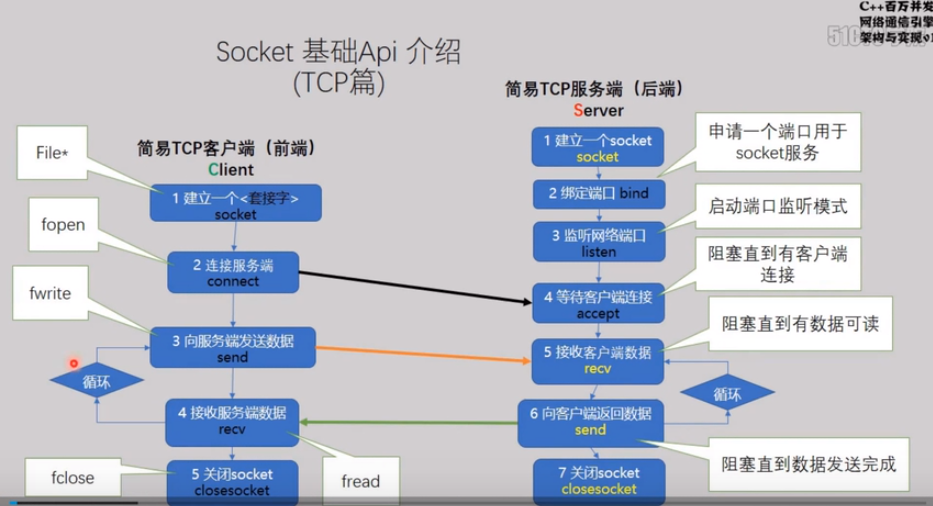 C++百万并发
网络通信引擎
架构与实现v1
Socket 基础Api 介绍
(TCP篇)
简易TCP客户端（前端）
Client
File*
1 建立一个<套接字>
socket
fopen
2 连接服务端
connect
fwrite
3 向服务端发送数据
send
循环
4 接收服务端数据
recv
fclose
5 关闭socket
closesocket
fread
简易TCP服务端（后端）
Server
1 建立一个socket
socket
申请一个端口用于
socket服务
2 绑定端口 bind
启动端口监听模式
3 监听网络端口
listen
阻塞直到有客户端
连接
4 等待客户端连接
accept
阻塞直到有数据可读
5 接收客户端数据
recv
循环
6 向客户端返回数据
send
阻塞直到数据发送完成
7 关闭socket
closesocket